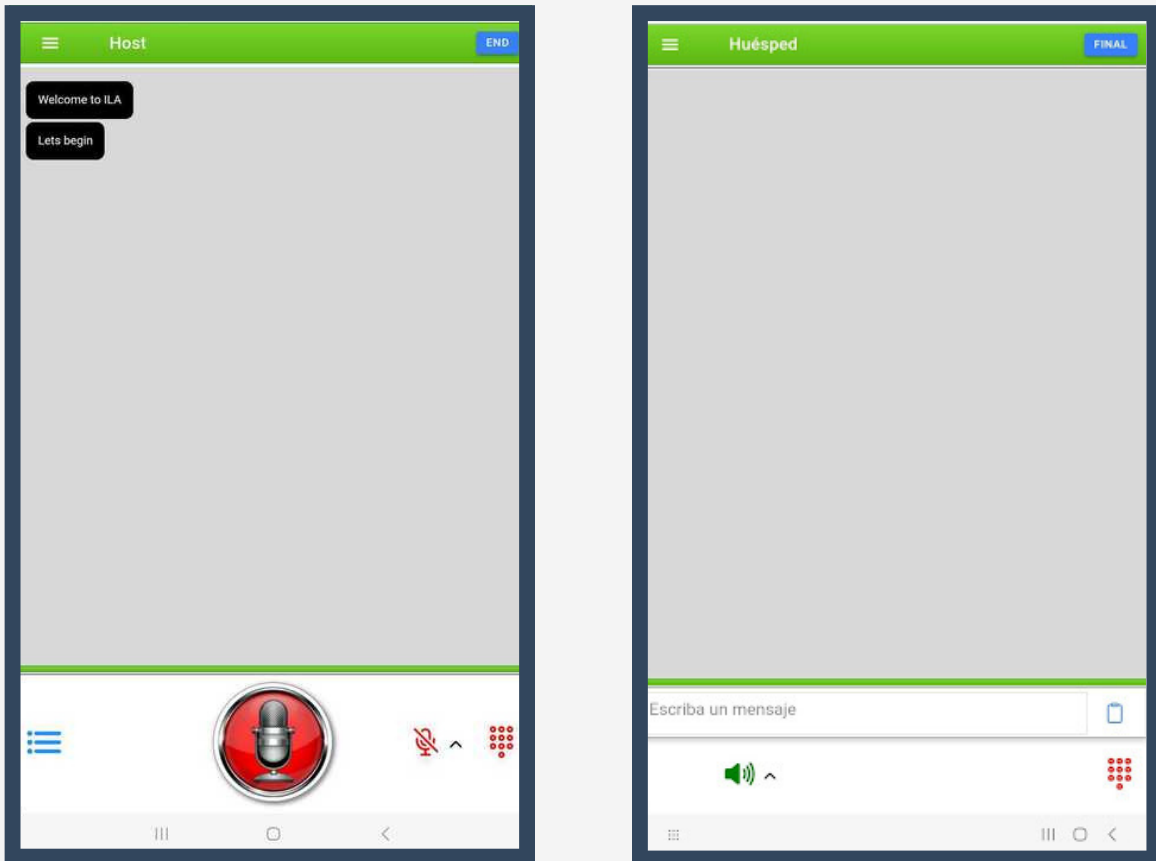 Host
END
Welcome to ILA
Lets begin
Huésped
FINAL
Escriba un mensaje